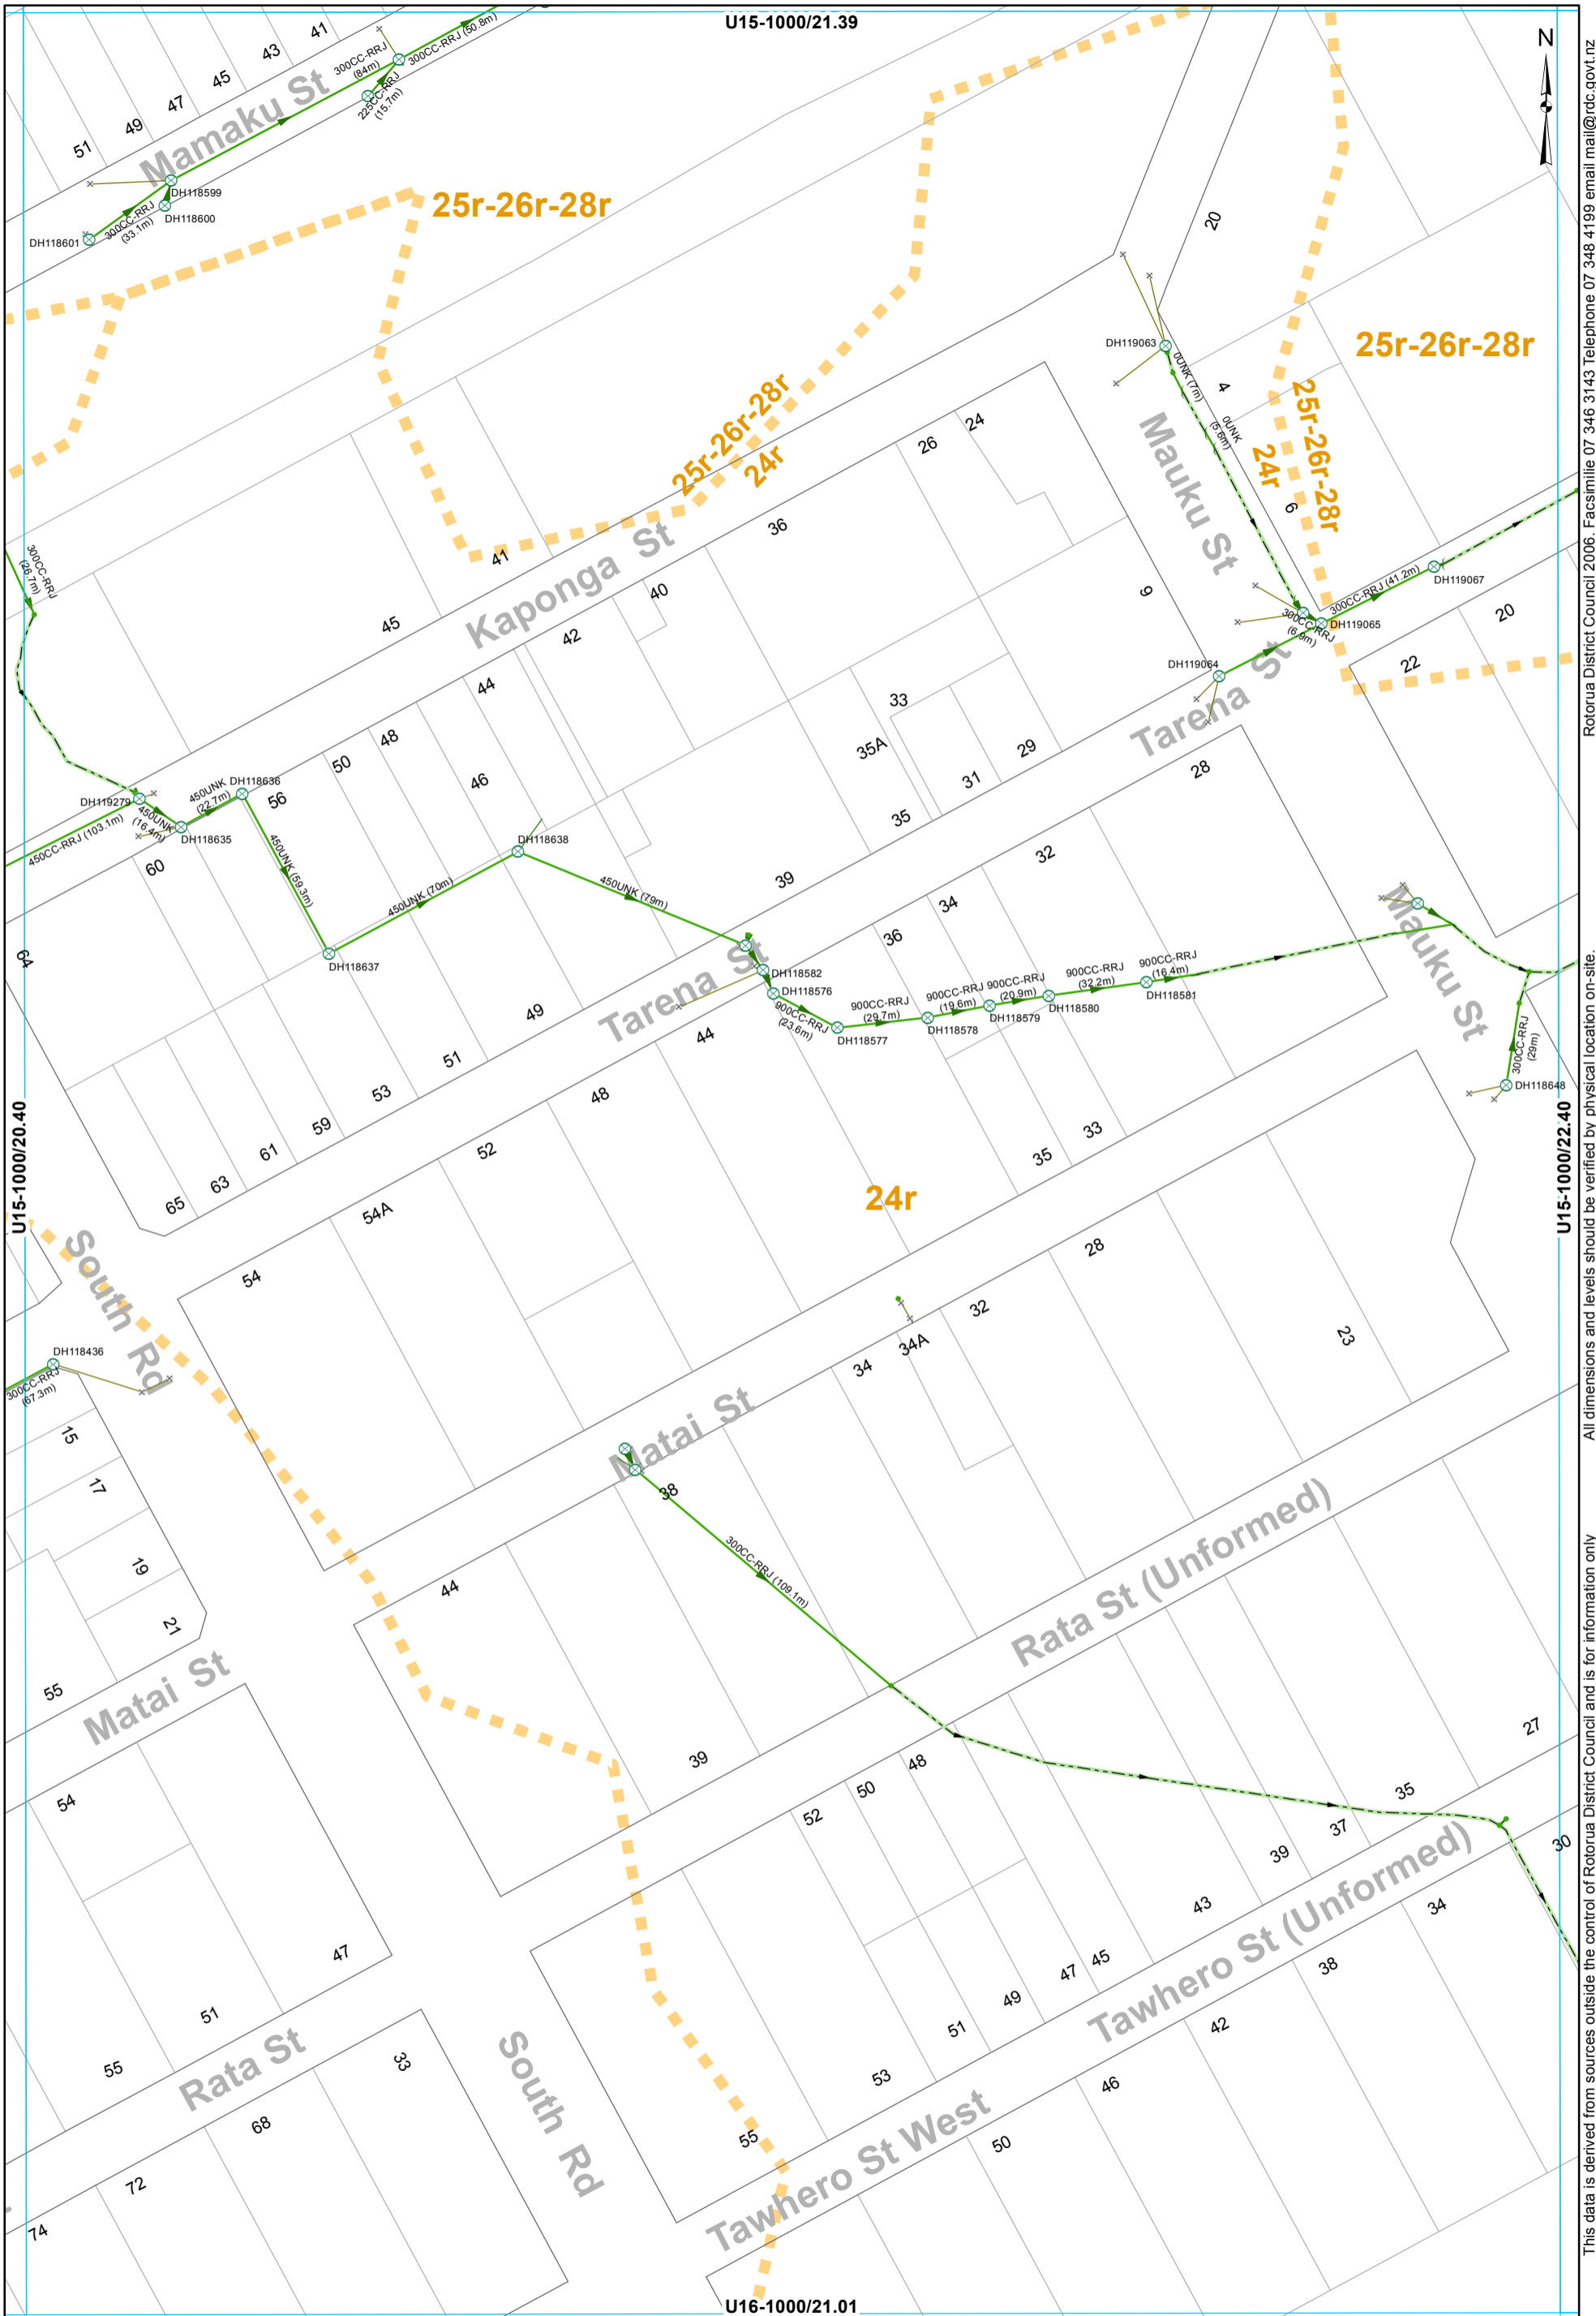 U15-1000/21.39
N
41
43
45
47
49
51
Mamaku St
300CC-RRJ
(84m)
300CC-RRJ (50.8m)
225CC-RRJ
(15.7m)
DH118599
DH118600
300CC-RRJ
(33.1m)
DH118601
25r-26r-28r
20
DH119063
0UNK (7m)
4
0UNK
(5.6m)
25r-26r-28r
25r-26r-28r
24r
6
Mauku St
25r-26r-28r
24r
24
26
36
41
Kaponga St
40
42
45
44
300CC-RRJ
(26.7m)
9
300CC-RRJ (41.2m)
DH119067
300CC-RRJ
(6.9m)
DH119065
DH119064
20
22
Tarena St
33
35A
29
31
35
28
48
50
46
DH118636
450UNK
(22.7m)
56
DH119279
450UNK
(16.4m)
DH118635
450CC-RRJ (103.1m)
60
450UNK (59.3m)
DH118638
450UNK (70m)
450UNK (79m)
DH118637
39
32
34
36
64
49
Tarena St
DH118582
DH118576
900CC-RRJ
(23.6m)
DH118577
900CC-RRJ
(29.7m)
900CC-RRJ
(19.6m)
DH118578
900CC-RRJ
(20.9m)
DH118579
900CC-RRJ
(32.2m)
DH118580
900CC-RRJ
(16.4m)
DH118581
Mauku St
300CC-RRJ
(29m)
DH118648
44
48
52
51
53
59
61
63
65
33
35
U15-1000/20.40
U15-1000/22.40
24r
54A
54
South Rd
28
32
34A
34
23
DH118436
300CC-RRJ
(67.3m)
15
17
19
21
Matai St
38
300CC-RRJ (109.1m)
44
55
Matai St
Rata St (Unformed)
54
39
48
50
52
27
35
37
39
30
43
34
Tawhero St (Unformed)
47
45
47
49
51
53
38
42
46
50
51
55
Rata St
33
68
72
74
South Rd
55
Tawhero St West
U16-1000/21.01
Rotorua District Council 2006. Facsimilie 07 346 3143 Telephone 07 348 4199 email mail@rdc.govt.nz
All dimensions and levels should be verified by physical location on-site.
This data is derived from sources outside the control of Rotorua District Council and is for information only